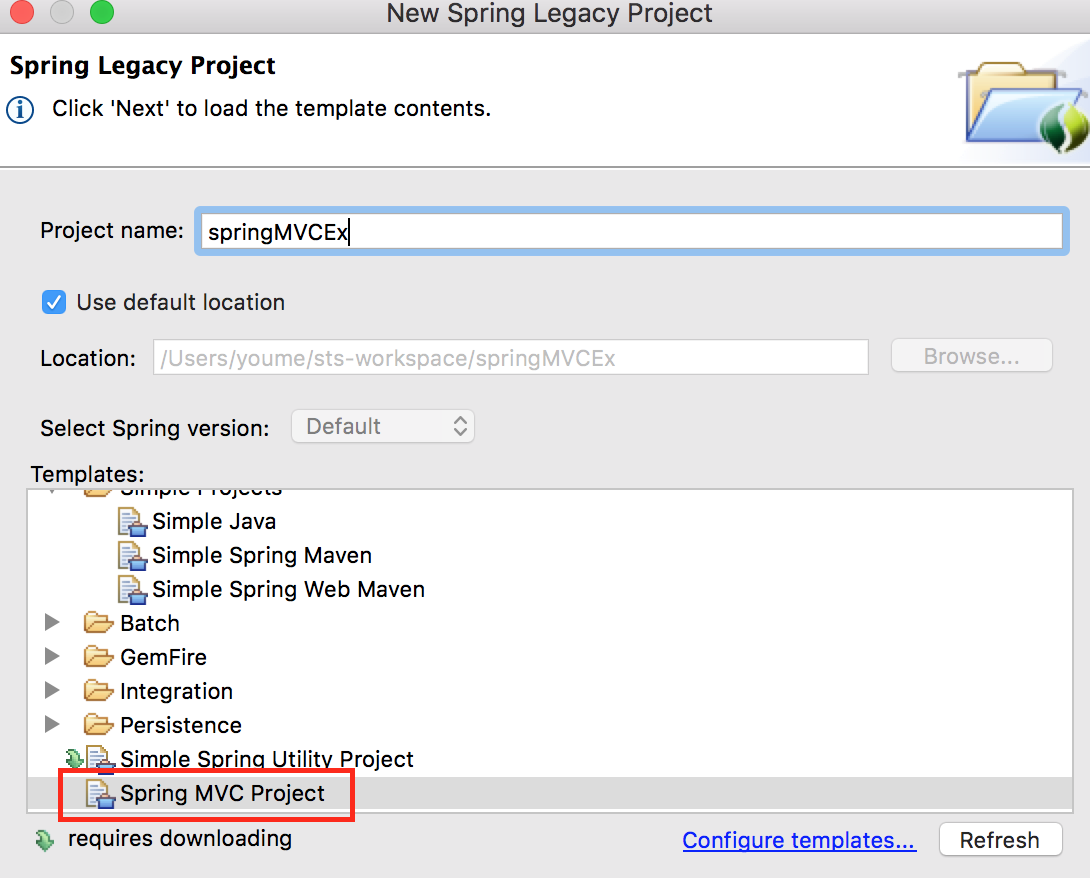 New Spring Legacy Project
Spring Legacy Project
Click 'Next' to load the template contents.
Project name: springMVCEx
Use default location
Location: /Users/youme/sts-workspace/springMVCEx Browse...
Select Spring version: Default
Templates:
Simple Projects
Simple Java
Simple Spring Maven
Simple Spring Web Maven
Batch
GemFire
Integration
Persistence
Simple Spring Utility Project
Spring MVC Project
requires downloading Configure templates... Refresh